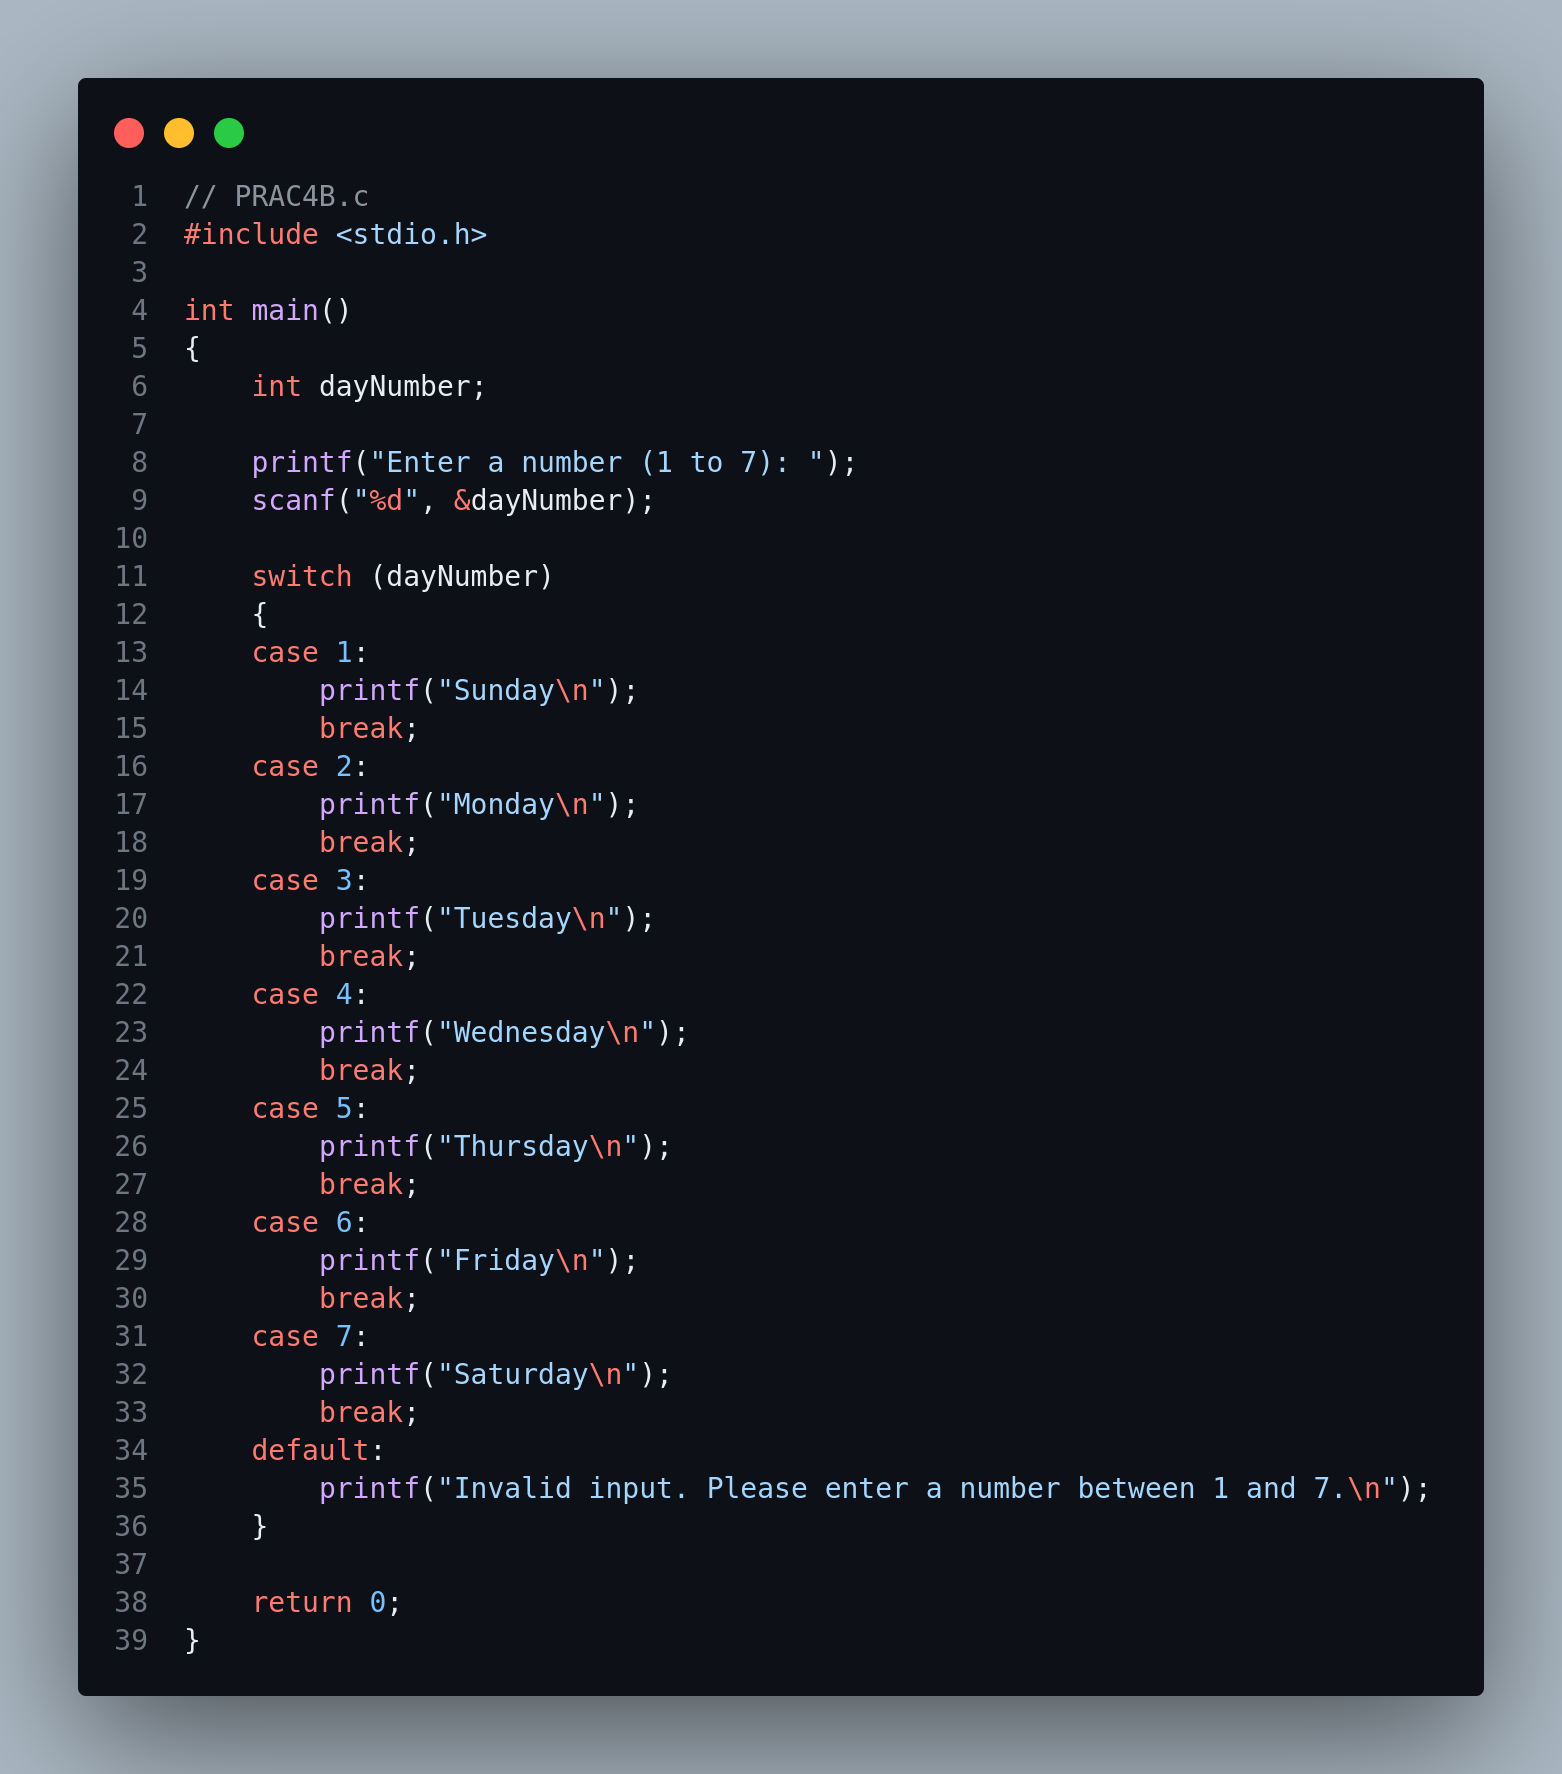 1 // PRAC4B.c
2 #include <stdio.h>
3
4 int main()
5 {
6     int dayNumber;
7
8     printf("Enter a number (1 to 7): ");
9     scanf("%d", &dayNumber);
10
11     switch (dayNumber)
12     {
13     case 1:
14         printf("Sunday\n");
15         break;
16     case 2:
17         printf("Monday\n");
18         break;
19     case 3:
20         printf("Tuesday\n");
21         break;
22     case 4:
23         printf("Wednesday\n");
24         break;
25     case 5:
26         printf("Thursday\n");
27         break;
28     case 6:
29         printf("Friday\n");
30         break;
31     case 7:
32         printf("Saturday\n");
33         break;
34     default:
35         printf("Invalid input. Please enter a number between 1 and 7.\n");
36     }
37
38     return 0;
39 }